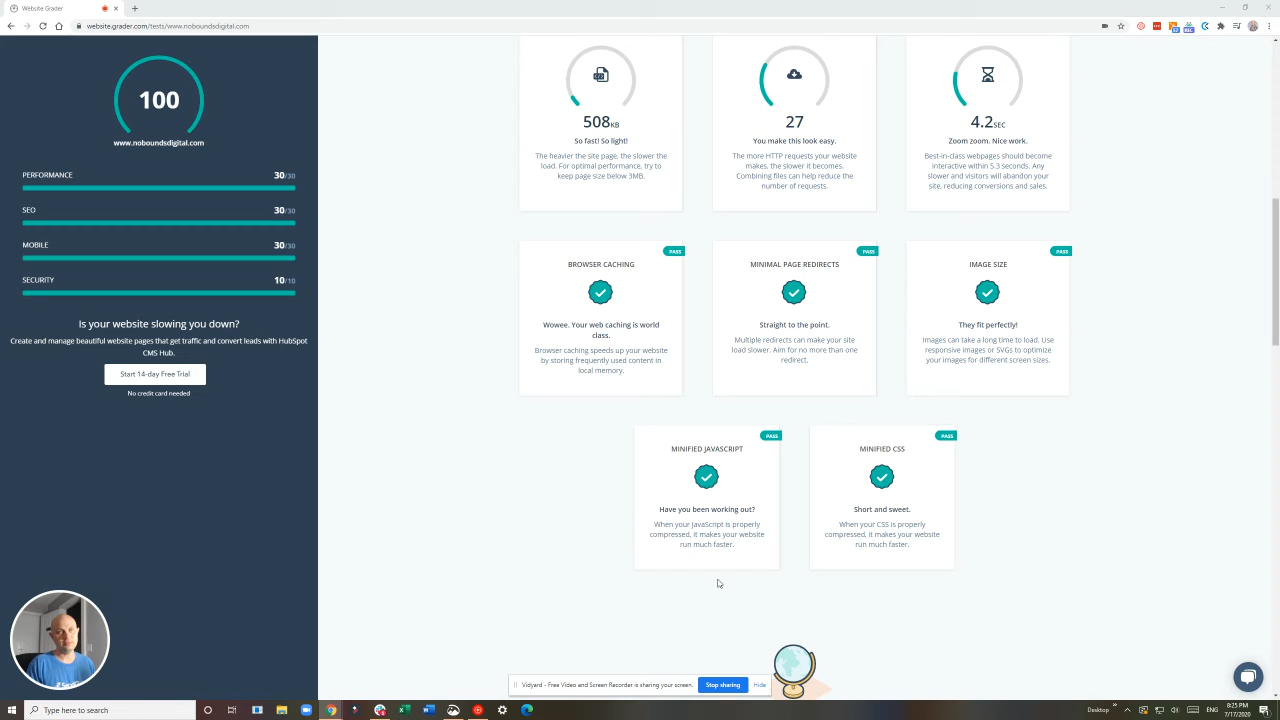 Website Grader
website.grader.com/tests/www.noboundsdigital.com
100
www.noboundsdigital.com
PERFORMANCE 30/30
SEO 30/30
MOBILE 30/30
SECURITY 10/10
Is your website slowing you down?
Create and manage beautiful website pages that get traffic and convert leads with HubSpot
CMS Hub.
Start 14-day Free Trial
No credit card needed
508KB
So fast! So light!
The heavier the site page, the slower the
load. For optimal performance, try to
keep page size below 3MB.
27
You make this look easy.
The more HTTP requests your website
makes, the slower it becomes.
Combining files can help reduce the
number of requests.
4.2SEC
Zoom zoom. Nice work.
Best-in-class webpages should become
interactive within 5.3 seconds. Any
slower and visitors will abandon your
site, reducing conversions and sales.
PASS
BROWSER CACHING
Wowee. Your web caching is world
class.
Browser caching speeds up your website
by storing frequently used content in
local memory.
PASS
MINIMAL PAGE REDIRECTS
Straight to the point.
Multiple redirects can make your site
load slower. Aim for no more than one
redirect.
PASS
IMAGE SIZE
They fit perfectly!
Images can take a long time to load. Use
responsive images or SVGs to optimize
your images for different screen sizes.
PASS
MINIFIED JAVASCRIPT
Have you been working out?
When your JavaScript is properly
compressed, it makes your website
run much faster.
PASS
MINIFIED CSS
Short and sweet.
When your CSS is properly
compressed, it makes your website
run much faster.
Vidyard - Free Video and Screen Recorder is sharing your screen. Stop sharing Hide
Type here to search
Desktop
ENG
8:25 PM
7/17/2020